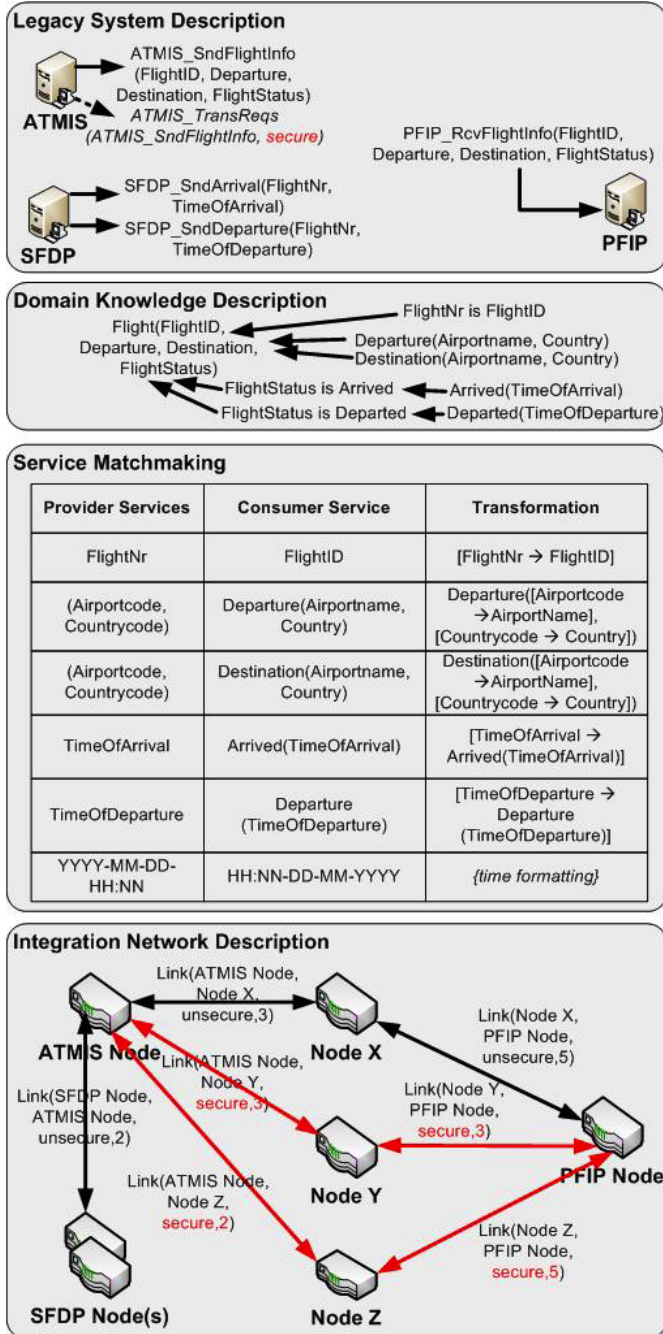 Legacy System Description
ATMIS_SndFlightInfo
(FlightID, Departure,
Destination, FlightStatus)
ATMIS
ATMIS_TransReqs
(ATMIS_SndFlightInfo, secure)
PFIP_RcvFlightInfo(FlightID,
Departure, Destination, FlightStatus)
SFDP_SndArrival(FlightNr,
TimeOfArrival)
SFDP_SndDeparture(FlightNr,
TimeOfDeparture)
SFDP
PFIP
Domain Knowledge Description
FlightNr is FlightID
Flight(FlightID,
Departure, Destination,
FlightStatus)
Departure(Airportname, Country)
Destination(Airportname, Country)
FlightStatus is Arrived
Arrived(TimeOfArrival)
FlightStatus is Departed
Departed(TimeOfDeparture)
Service Matchmaking
Provider Services
Consumer Service
Transformation
FlightNr
FlightID
[FlightNr → FlightID]
(Airportcode,
Countrycode)
Departure(Airportname,
Country)
Departure([Airportcode
→AirportName],
[Countrycode → Country])
(Airportcode,
Countrycode)
Destination(Airportname,
Country)
Destination([Airportcode
→AirportName],
[Countrycode → Country])
TimeOfArrival
Arrived(TimeOfArrival)
[TimeOfArrival →
Arrived(TimeOfArrival)]
TimeOfDeparture
Departure
(TimeOfDeparture)
[TimeOfDeparture →
Departure
(TimeOfDeparture)]
YYYY-MM-DD-
HH:NN
HH:NN-DD-MM-YYYY
{time formatting}
Integration Network Description
Link(ATMIS Node,
Node X,
unsecure,3)
ATMIS Node
Node X
Link(Node X,
PFIP Node,
unsecure,5)
Link(ATMIS Node,
Node Y,
secure,3)
Link(SFDP Node,
ATMIS Node,
unsecure,2)
Link(Node Y,
PFIP Node,
secure,3)
Node Y
PFIP Node
Link(ATMIS Node,
Node Z,
secure,2)
Link(Node Z,
PFIP Node,
secure,5)
SFDP Node(s)
Node Z